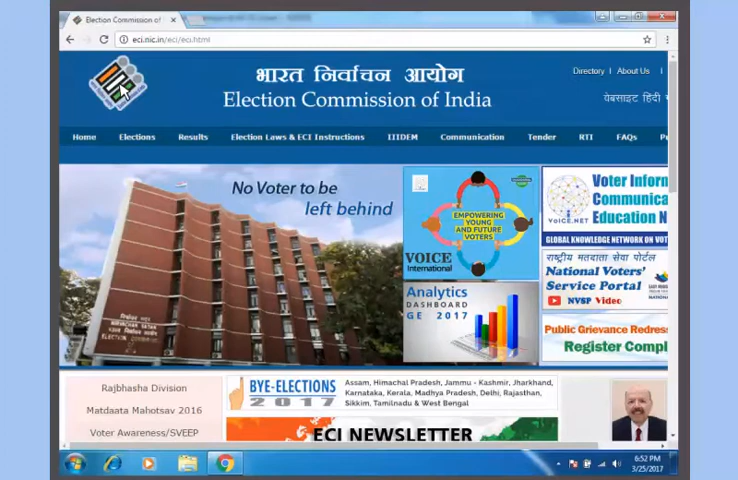 Election Commission of
eci.nic.in/eci/eci.html
भारत निर्वाचन आयोग
Election Commission of India
Directory | About Us |
वेबसाइट हिंदी
Home Elections Results Election Laws & ECI Instructions IIIDEM Communication Tender RTI FAQs
No Voter to be
left behind
EMPOWERING
YOUNG
AND FUTURE
VOTERS
VOICE
International
Analytics
DASHBOARD
GE 2017
VoICE.NET
Voter Inform
Communica
Education N
GLOBAL KNOWLEDGE NETWORK ON VOT
राष्ट्रीय मतदाता सेवा पोर्टल
National Voters'
Service Portal
NVSP Video
Public Grievance Redres
Register Compl
Rajbhasha Division
Matdaata Mahotsav 2016
Voter Awareness/SVEEP
BYE-ELECTIONS
2017
Assam, Himachal Pradesh, Jammu - Kashmir, Jharkhand,
Karnataka, Kerala, Madhya Pradesh, Delhi, Rajasthan,
Sikkim, Tamilnadu & West Bengal
ECI NEWSLETTER
6:52 PM
3/25/2017